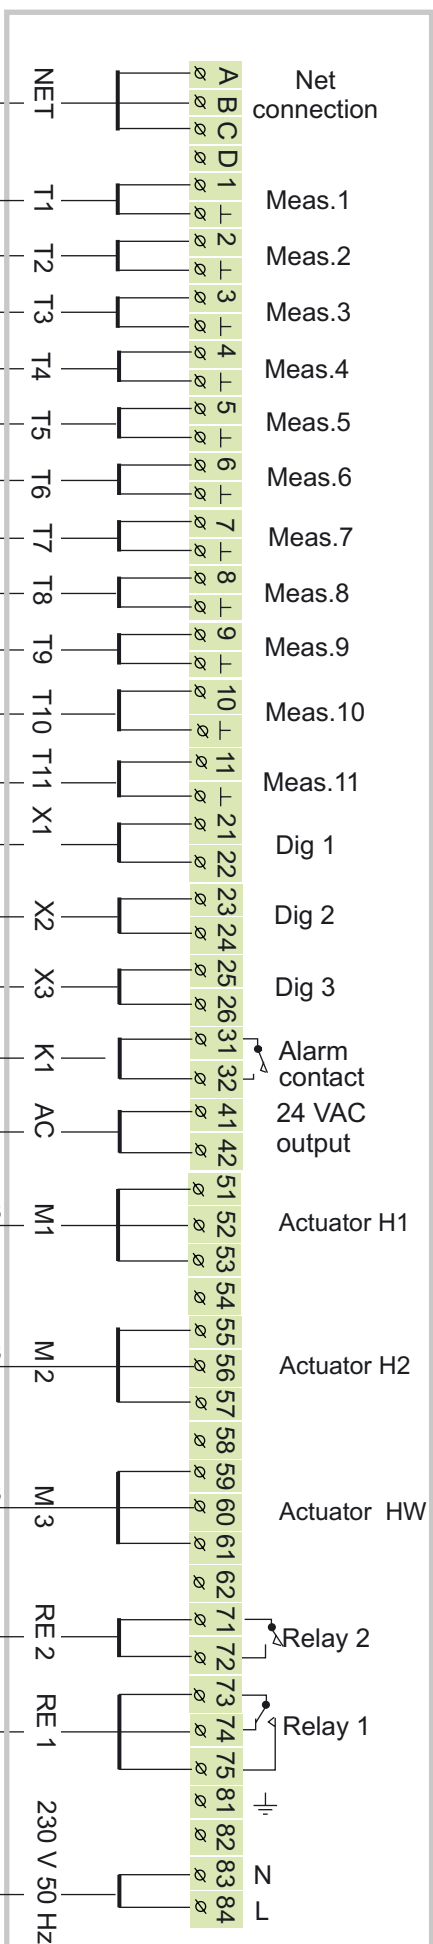 NET
A
B
C
D
Net
connection
T1
1
⊥
Meas.1
T2
2
⊥
Meas.2
T3
3
⊥
Meas.3
T4
4
⊥
Meas.4
T5
5
⊥
Meas.5
T6
6
⊥
Meas.6
T7
7
⊥
Meas.7
T8
8
⊥
Meas.8
T9
9
⊥
Meas.9
T10
10
⊥
Meas.10
T11
11
⊥
Meas.11
X1
21
22
Dig 1
X2
23
24
Dig 2
X3
25
26
Dig 3
K1
31
32
Alarm
contact
AC
41
42
24 VAC
output
M1
51
52
53
Actuator H1
54
M 2
55
56
57
Actuator H2
58
M 3
59
60
61
Actuator HW
62
RE 2
71
72
Relay 2
RE 1
73
74
75
Relay 1
81
82
230 V 50 Hz
83 N
84 L